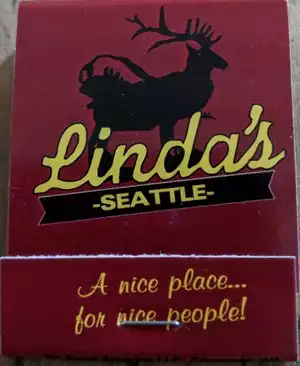 Linda's
-SEATTLE-
A nice place...
for nice people!